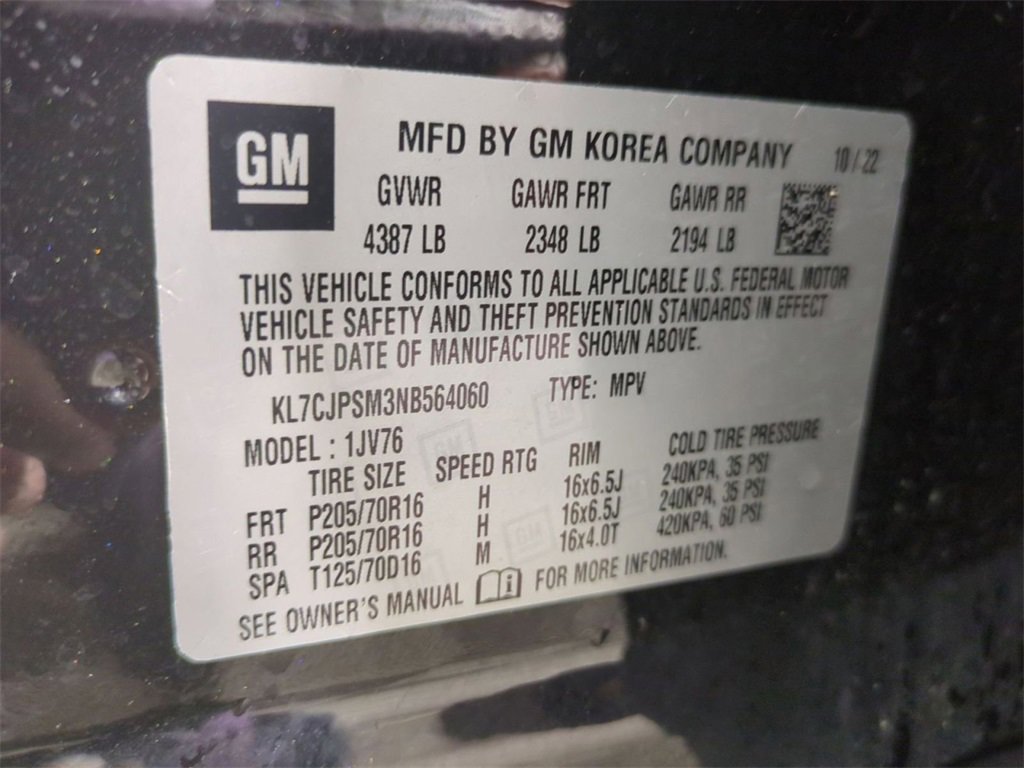 GM
MFD BY GM KOREA COMPANY 10 / 22
GVWR GAWR FRT GAWR RR
4387 LB 2348 LB 2194 LB
THIS VEHICLE CONFORMS TO ALL APPLICABLE U.S. FEDERAL MOTOR
VEHICLE SAFETY AND THEFT PREVENTION STANDARDS IN EFFECT
ON THE DATE OF MANUFACTURE SHOWN ABOVE.
KL7CJPSM3NB564060 TYPE: MPV
MODEL : 1JV76
TIRE SIZE SPEED RTG RIM COLD TIRE PRESSURE
FRT P205/70R16 H 16x6.5J 240KPA, 35 PSI
RR P205/70R16 H 16x6.5J 240KPA, 35 PSI
SPA T125/70D16 M 16x4.0T 420KPA, 60 PSI
SEE OWNER'S MANUAL FOR MORE INFORMATION.